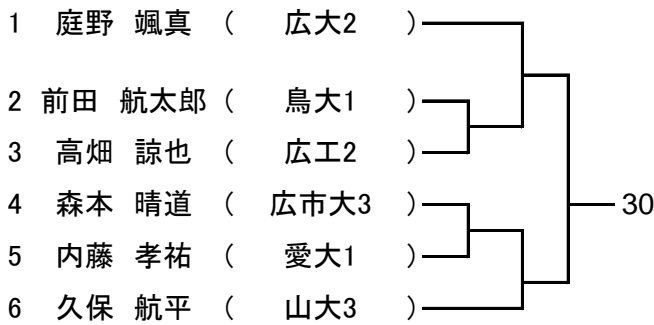 1 庭野 颯真 ( 広大2 )
2 前田 航太郎 ( 鳥大1 )
3 高畑 諒也 ( 広工2 )
4 森本 晴道 ( 広市大3 )
30
5 内藤 孝祐 ( 愛大1 )
6 久保 航平 ( 山大3 )